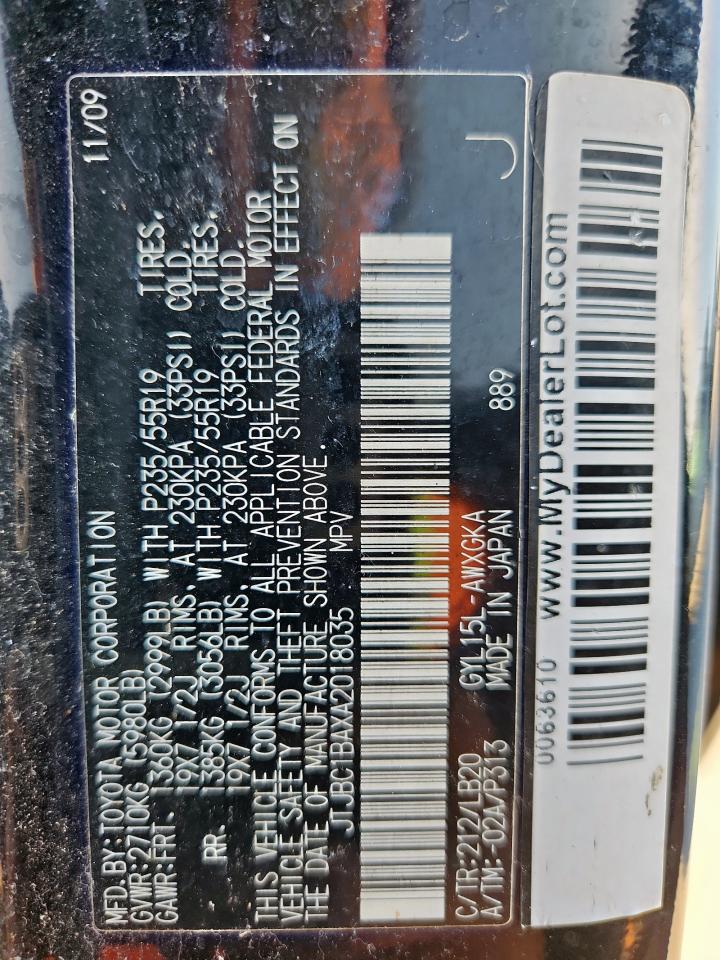 MFD.BY:TOYOTA MOTOR CORPORATION 11/09
GVWR:2710KG (5980LB)
GAWR:FRT. 1360KG (2999LB) WITH P235/55R19 TIRES,
19X7 1/2J RIMS, AT 230KPA (33PSI) COLD.
RR. 1385KG (3056LB) WITH P235/55R19 TIRES,
19X7 1/2J RIMS, AT 230KPA (33PSI) COLD.
THIS VEHICLE CONFORMS TO ALL APPLICABLE FEDERAL MOTOR
VEHICLE SAFETY AND THEFT PREVENTION STANDARDS IN EFFECT ON
THE DATE OF MANUFACTURE SHOWN ABOVE.
JTJBC1BAXA2018035 MPV
C/TR:212/LB20 GYL15L-AWXGKA 889
A/TM:-02A/P313 MADE IN JAPAN
J
0063610 www.MyDealerLot.com